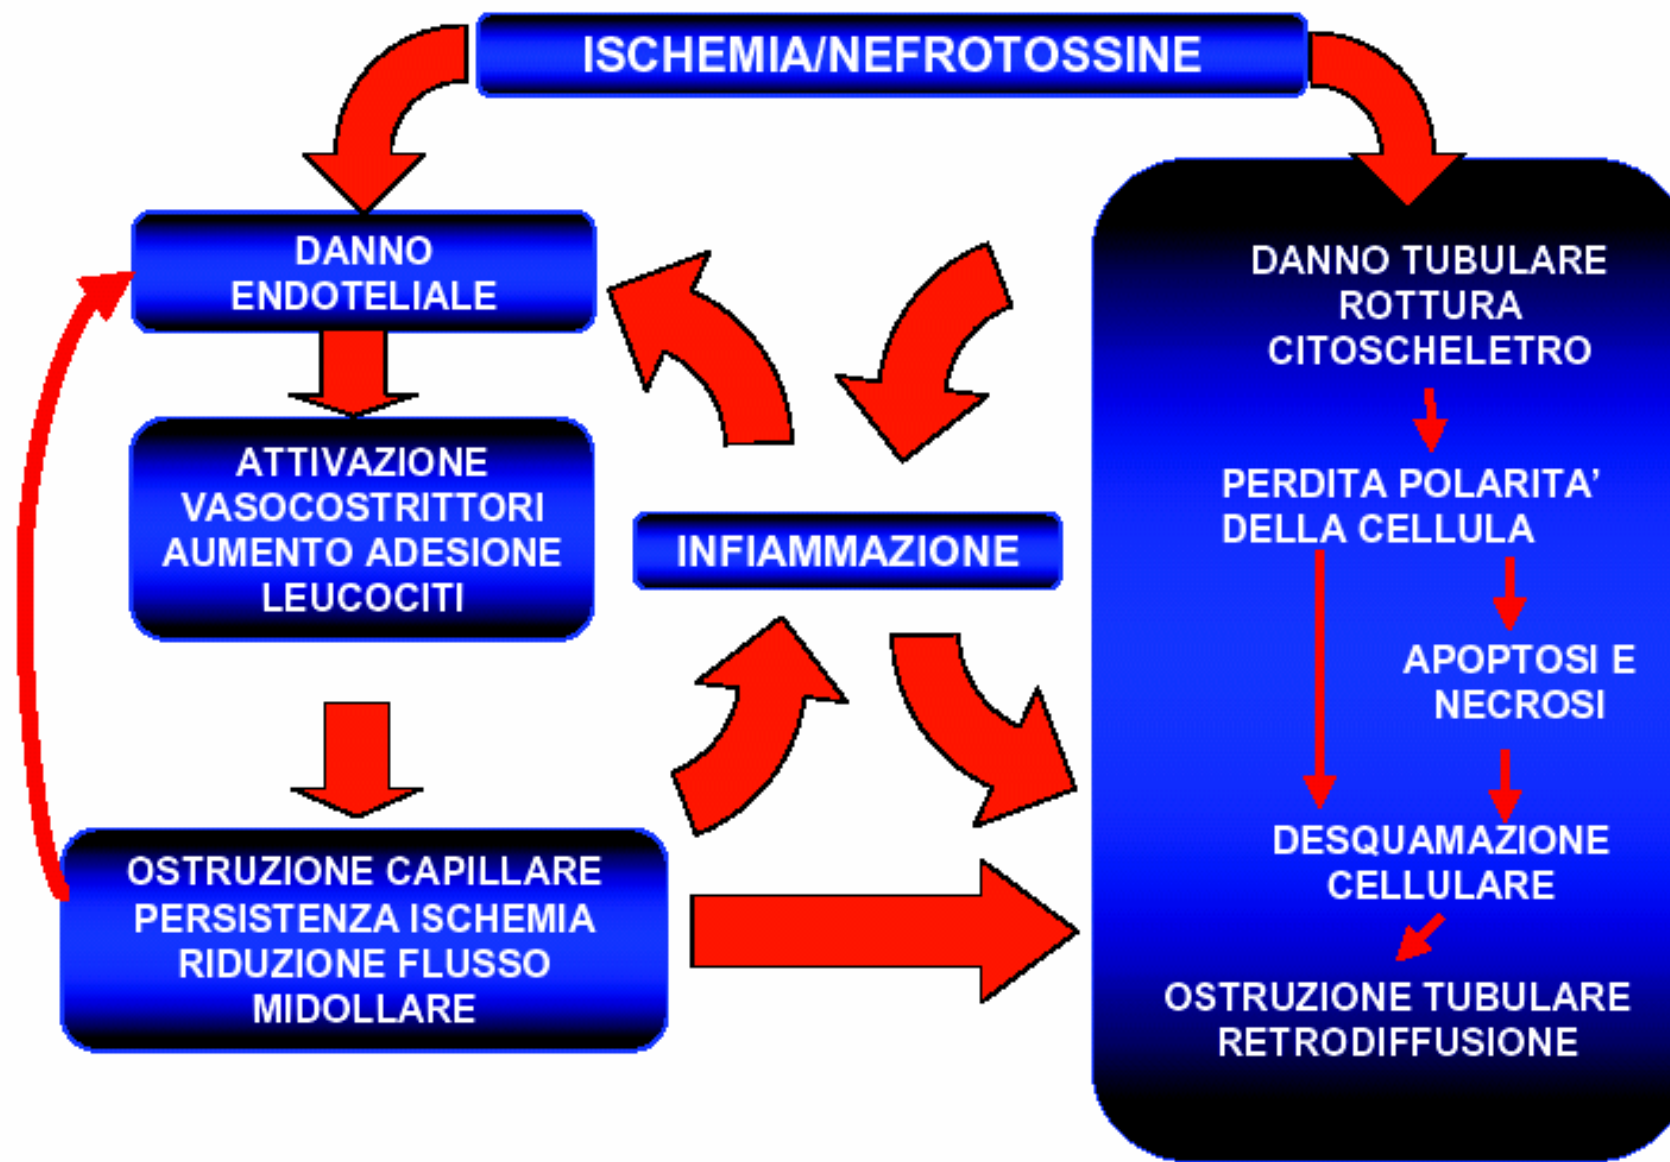 ISCHEMIA/NEFROTOSSINE
DANNO
ENDOTELIALE
ATTIVAZIONE
VASOCOSTRITTORI
AUMENTO ADESIONE
LEUCOCITI
OSTRUZIONE CAPILLARE
PERSISTENZA ISCHEMIA
RIDUZIONE FLUSSO
MIDOLLARE
INFIAMMAZIONE
DANNO TUBULARE
ROTTURA
CITOSCHELETRO
PERDITA POLARITA’
DELLA CELLULA
APOPTOSI E
NECROSI
DESQUAMAZIONE
CELLULARE
OSTRUZIONE TUBULARE
RETRODIFFUSIONE